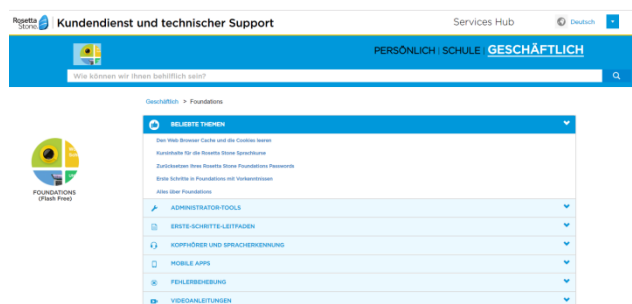 Rosetta Stone Kundendienst und technischer Support
Services Hub
Deutsch
PERSÖNLICH | SCHULE | GESCHÄFTLICH
Wie können wir Ihnen behilflich sein?
Geschäftlich > Foundations
FOUNDATIONS
(Flash Free)
BELIEBTE THEMEN
Den Web Browser Cache und die Cookies leeren
Kursinhalte für die Rosetta Stone Sprachkurse
Zurücksetzen Ihres Rosetta Stone Foundations Passwords
Erste Schritte in Foundations mit Vorkenntnissen
Alles über Foundations
ADMINISTRATOR-TOOLS
ERSTE-SCHRITTE-LEITFADEN
KOPFHÖRER UND SPRACHERKENNUNG
MOBILE APPS
FEHLERBEHEBUNG
VIDEOANLEITUNGEN